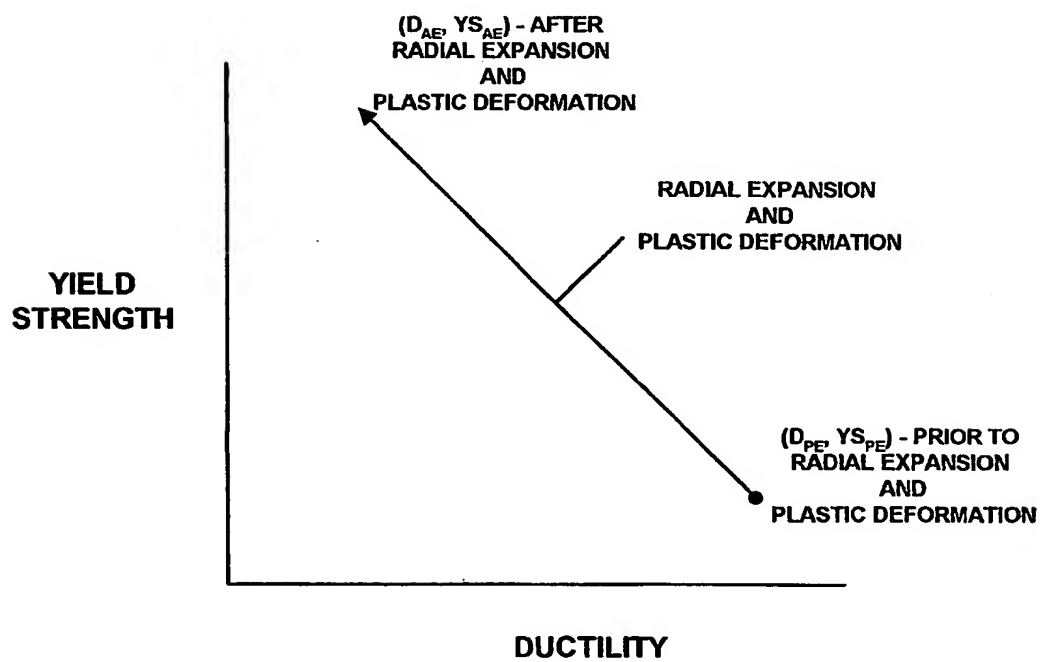 (D_AE, YS_AE) - AFTER
RADIAL EXPANSION
AND
PLASTIC DEFORMATION
RADIAL EXPANSION
AND
PLASTIC DEFORMATION
YIELD
STRENGTH
(D_PE, YS_PE) - PRIOR TO
RADIAL EXPANSION
AND
PLASTIC DEFORMATION
DUCTILITY